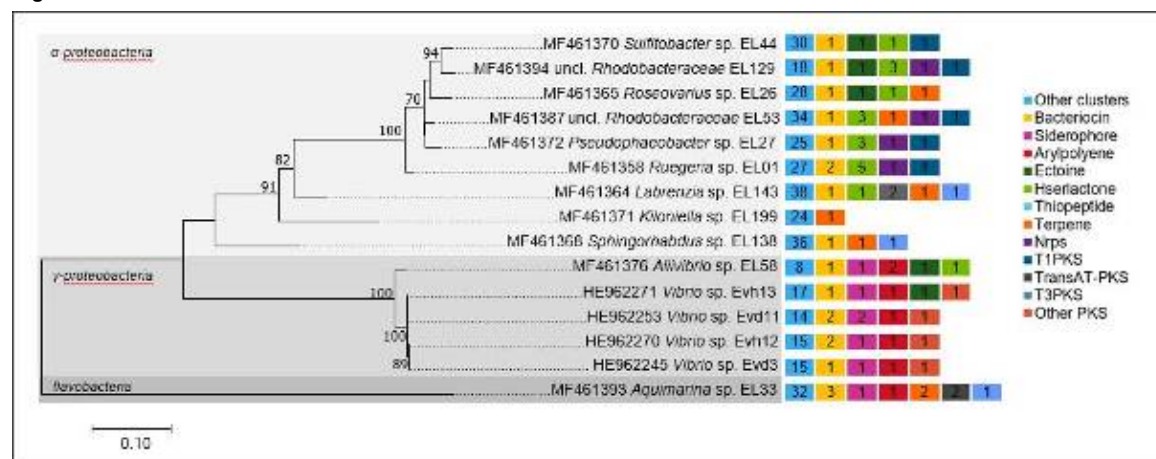 α-proteobacteria
MF461370 Sulfitobacter sp. EL44 30 1 1 1 1
94
MF461394 uncl. Rhodobacteraceae EL129 18 1 1 3 1 1
MF461365 Roseovarius sp. EL26 28 1 1 1 1
70
MF461387 uncl. Rhodobacteraceae EL53 34 1 3 1 1 1
100
MF461372 Pseudophaeobacter sp. EL27 25 1 3 1 1
MF461358 Ruegeria sp. EL01 27 2 5 1 1
82
MF461364 Labrenzia sp. EL143 38 1 1 2 1 1
91
MF461371 Kiloniella sp. EL199 24 1
MF461368 Sphingorhabdus sp. EL138 36 1 1 1
γ-proteobacteria
MF461376 Aliivibrio sp. EL58 8 1 1 2 1 1
100
HE962271 Vibrio sp. Evh13 17 1 1 1 1 1
HE962253 Vibrio sp. Evd11 14 2 2 1 1
100
HE962270 Vibrio sp. Evh12 15 2 1 1 1
89
HE962245 Vibrio sp. Evd3 15 1 1 1 1
flavobacteria
MF461393 Aquimarina sp. EL33 32 3 1 1 2 2 1
0.10
Other clusters
Bacteriocin
Siderophore
Arylpolyene
Ectoine
Hserlactone
Thiopeptide
Terpene
Nrps
T1PKS
TransAT-PKS
T3PKS
Other PKS